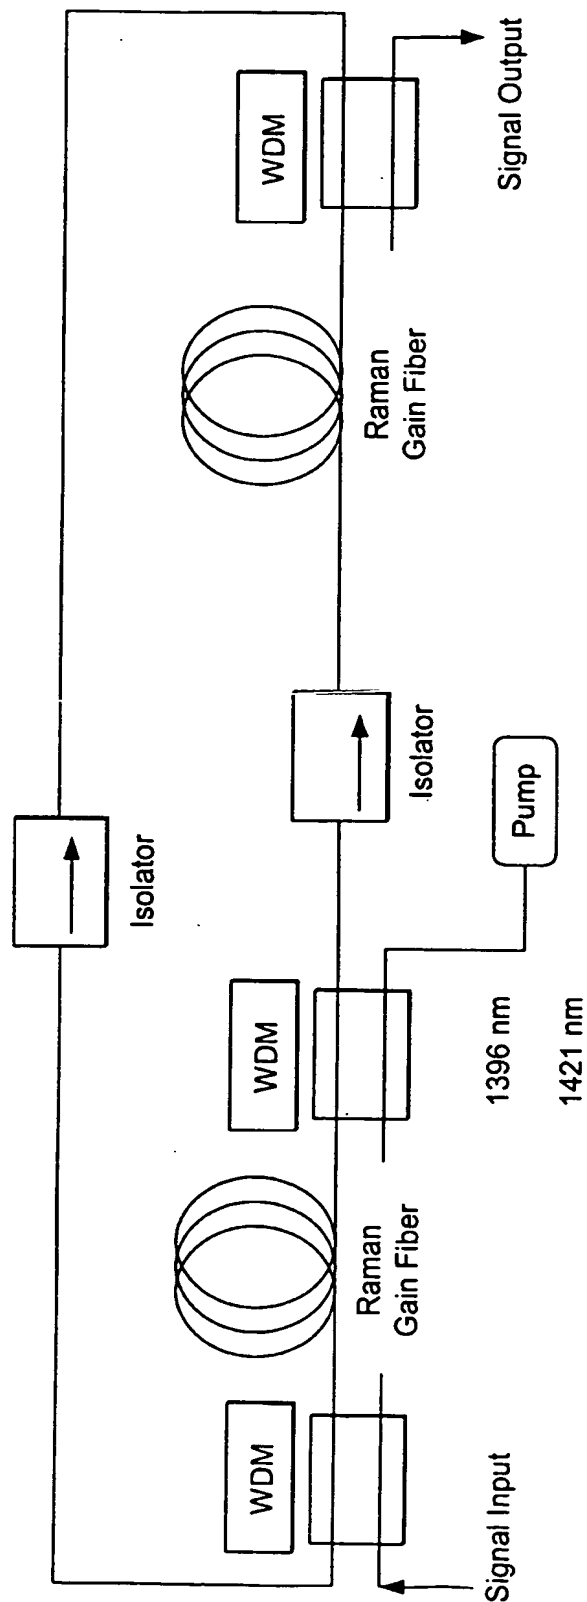 Isolator
WDM
WDM
WDM
Raman
Gain Fiber
Isolator
Raman
Gain Fiber
Signal Input
1396 nm
1421 nm
Pump
Signal Output